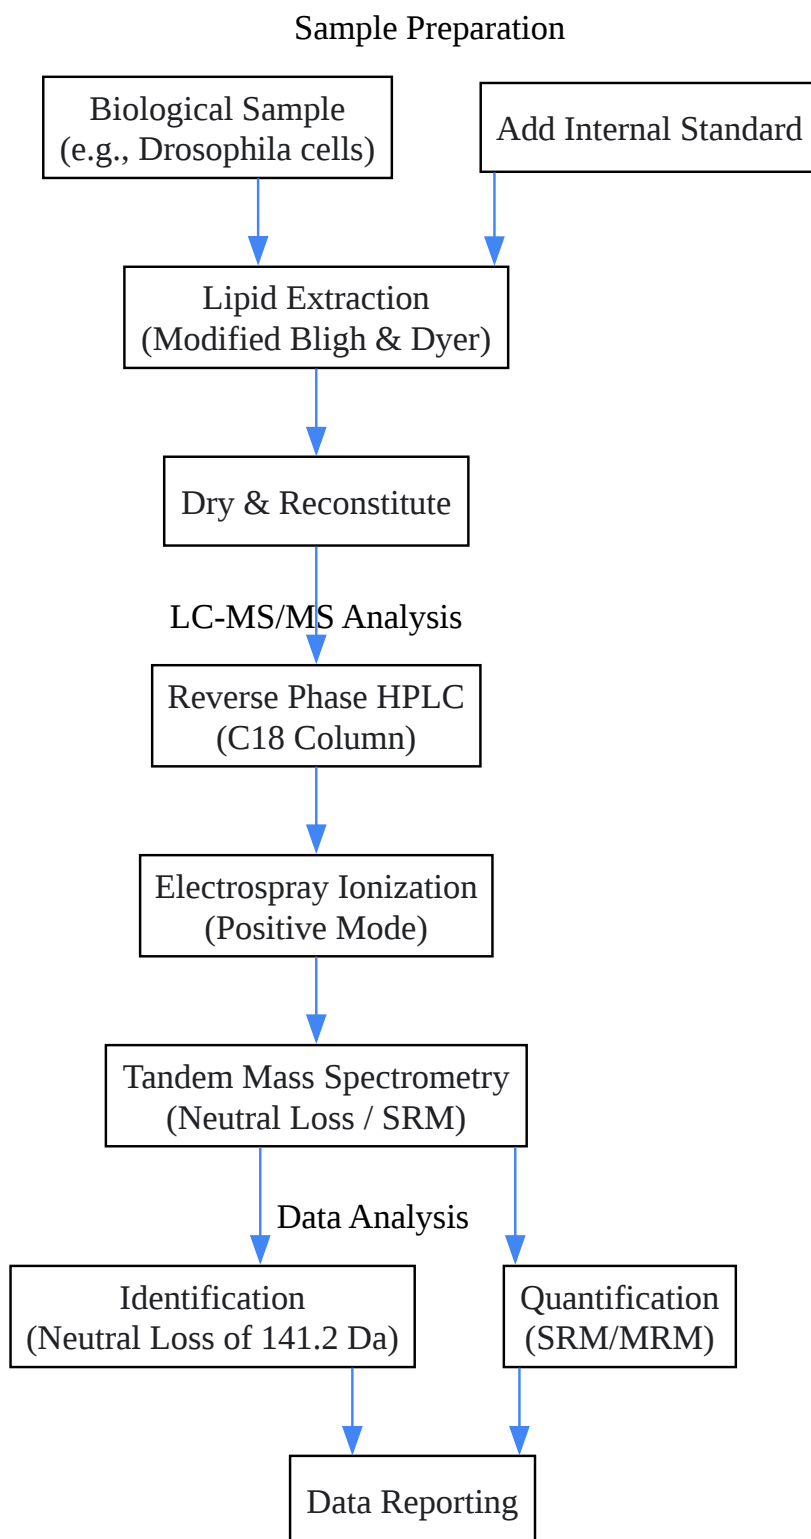 Sample Preparation
Biological Sample
(e.g., Drosophila cells)
Add Internal Standard
Lipid Extraction
(Modified Bligh & Dyer)
Dry & Reconstitute
LC-MS/MS Analysis
Reverse Phase HPLC
(C18 Column)
Electrospray Ionization
(Positive Mode)
Tandem Mass Spectrometry
(Neutral Loss / SRM)
Data Analysis
Identification
(Neutral Loss of 141.2 Da)
Quantification
(SRM/MRM)
Data Reporting